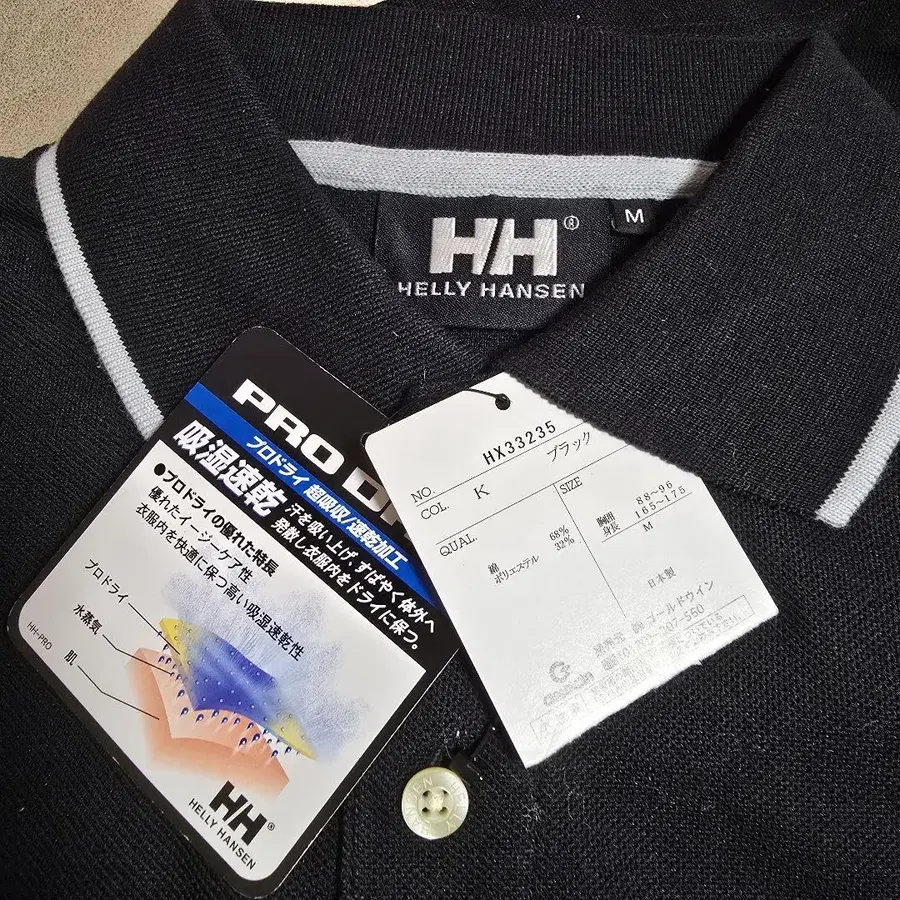 HH®
HELLY HANSEN
M
PRO D
プロドライ 超吸収/速乾加工
吸湿速乾
汗を吸い上げ、すばやく体外へ
発散し衣服内をドライに保つ。
●プロドライの優れた特長
優れたイージーケア性
衣服内を快適に保つ高い吸湿速乾性
プロドライ
水蒸気
肌
HH-PRO
HH®
HELLY HANSEN
NO. HX33235
COL. K ブラック
QUAL.
綿 68%
ポリエステル 32%
SIZE
胸囲 88~96
身長 165~175
M
日本製
発売元 ㈱ゴールドウイン
HELLY HANSEN